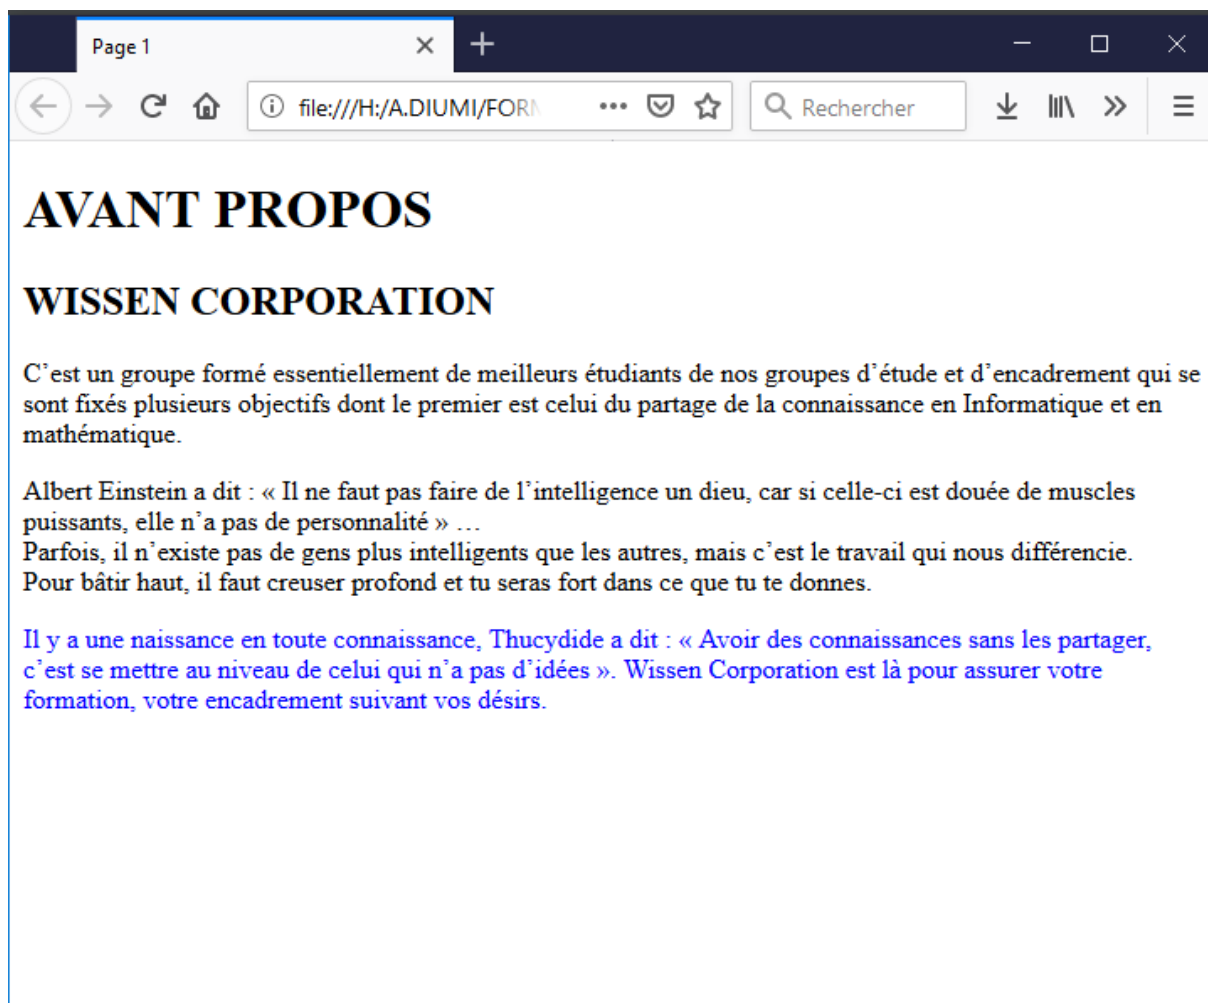 Page 1
file:///H:/A.DIUMI/FORM
Rechercher
AVANT PROPOS
WISSEN CORPORATION
C’est un groupe formé essentiellement de meilleurs étudiants de nos groupes d’étude et d’encadrement qui se
sont fixés plusieurs objectifs dont le premier est celui du partage de la connaissance en Informatique et en
mathématique.
Albert Einstein a dit : « Il ne faut pas faire de l’intelligence un dieu, car si celle-ci est douée de muscles
puissants, elle n’a pas de personnalité » …
Parfois, il n’existe pas de gens plus intelligents que les autres, mais c’est le travail qui nous différencie.
Pour bâtir haut, il faut creuser profond et tu seras fort dans ce que tu te donnes.
Il y a une naissance en toute connaissance, Thucydide a dit : « Avoir des connaissances sans les partager,
c’est se mettre au niveau de celui qui n’a pas d’idées ». Wissen Corporation est là pour assurer votre
formation, votre encadrement suivant vos désirs.